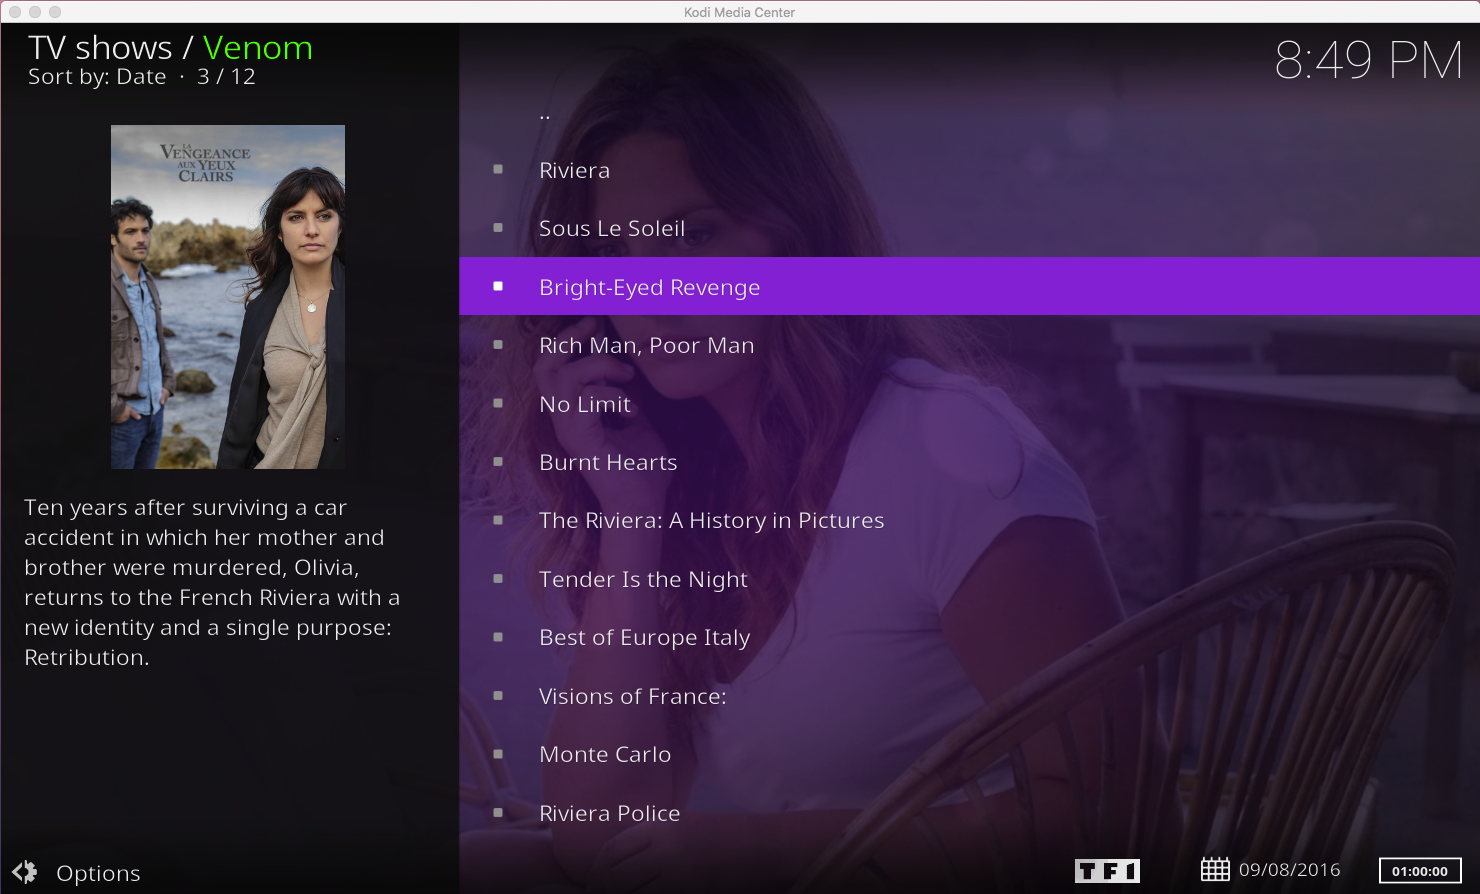 Kodi Media Center
TV shows / Venom
Sort by: Date · 3 / 12
8:49 PM
LA
VENGEANCE
AUX YEUX
CLAIRS
Ten years after surviving a car
accident in which her mother and
brother were murdered, Olivia,
returns to the French Riviera with a
new identity and a single purpose:
Retribution.
..
Riviera
Sous Le Soleil
Bright-Eyed Revenge
Rich Man, Poor Man
No Limit
Burnt Hearts
The Riviera: A History in Pictures
Tender Is the Night
Best of Europe Italy
Visions of France:
Monte Carlo
Riviera Police
Options
TF1
09/08/2016
01:00:00